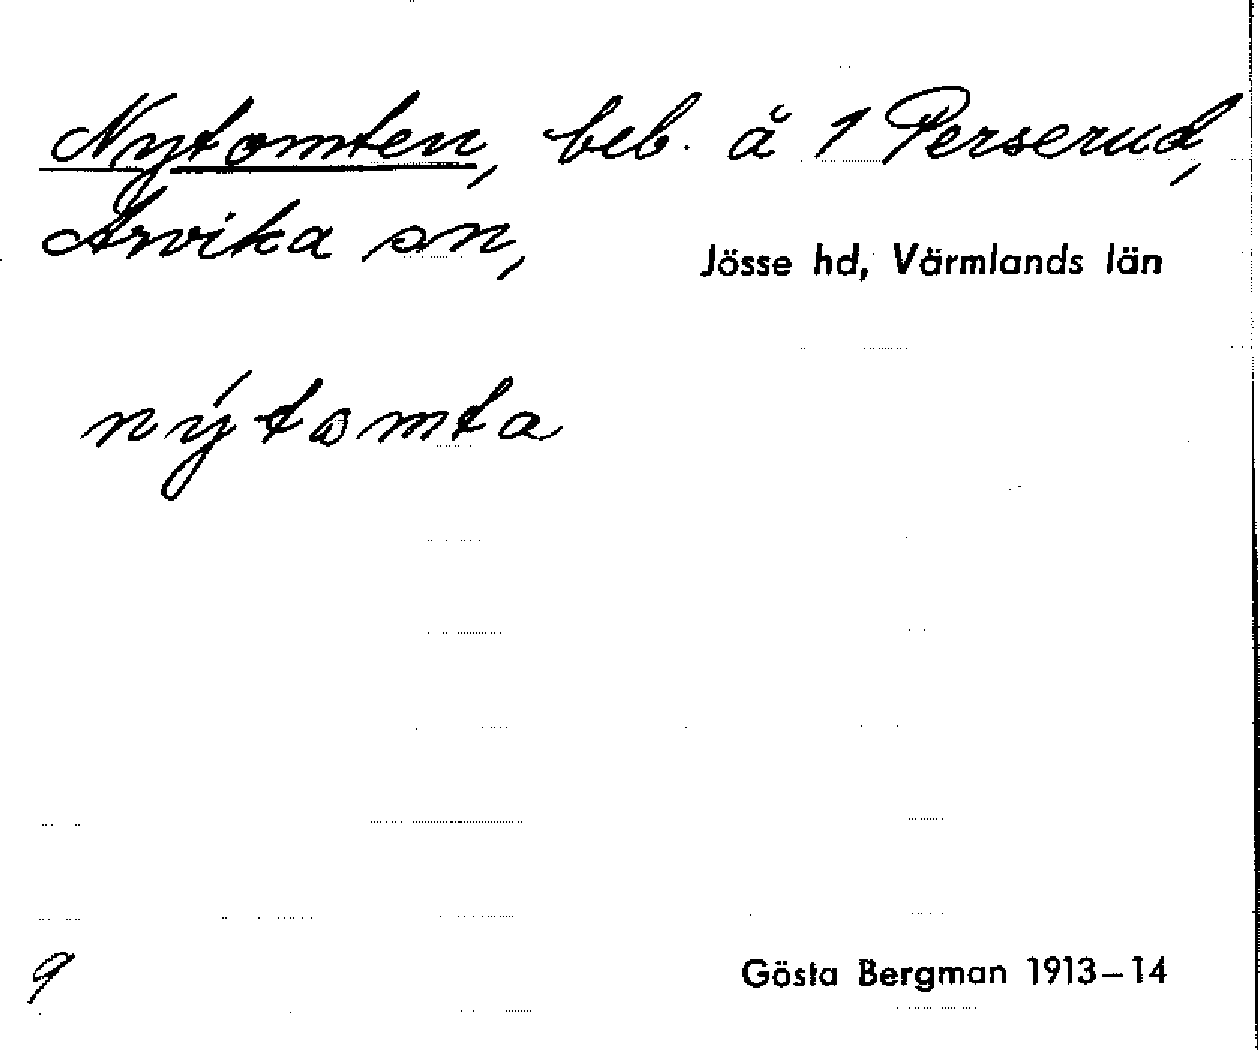 Nytomten, beb. å 1 Perserud,
Arvika sn,
Jösse hd, Värmlands län
nýtomta
9
Gösta Bergman 1913-14